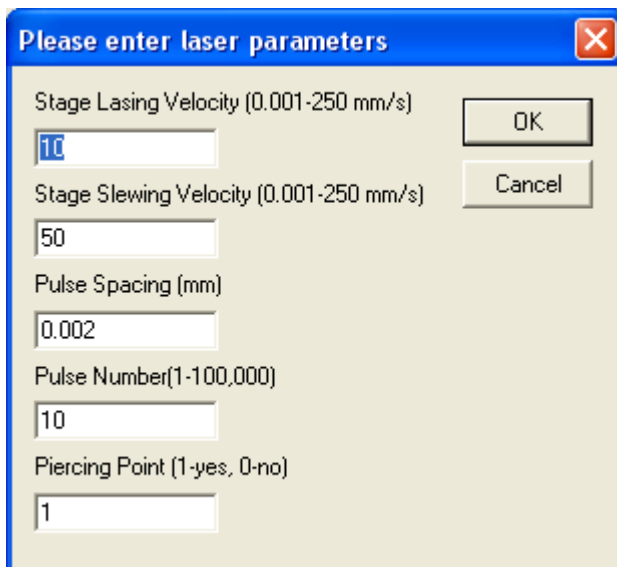 Please enter laser parameters
Stage Lasing Velocity (0.001-250 mm/s)
10
OK
Stage Slewing Velocity (0.001-250 mm/s)
Cancel
50
Pulse Spacing (mm)
0.002
Pulse Number(1-100,000)
10
Piercing Point (1-yes, 0-no)
1